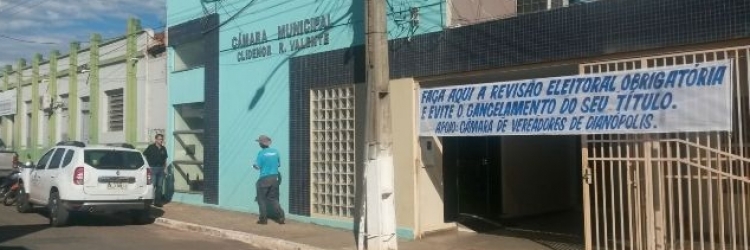 CÂMARA MUNICIPAL
CLIDENOR R. VALENTE
FAÇA AQUI A REVISÃO ELEITORAL OBRIGATÓRIA
E EVITE O CANCELAMENTO DO SEU TÍTULO.
APOIO: CÂMARA DE VEREADORES DE DIANÓPOLIS.